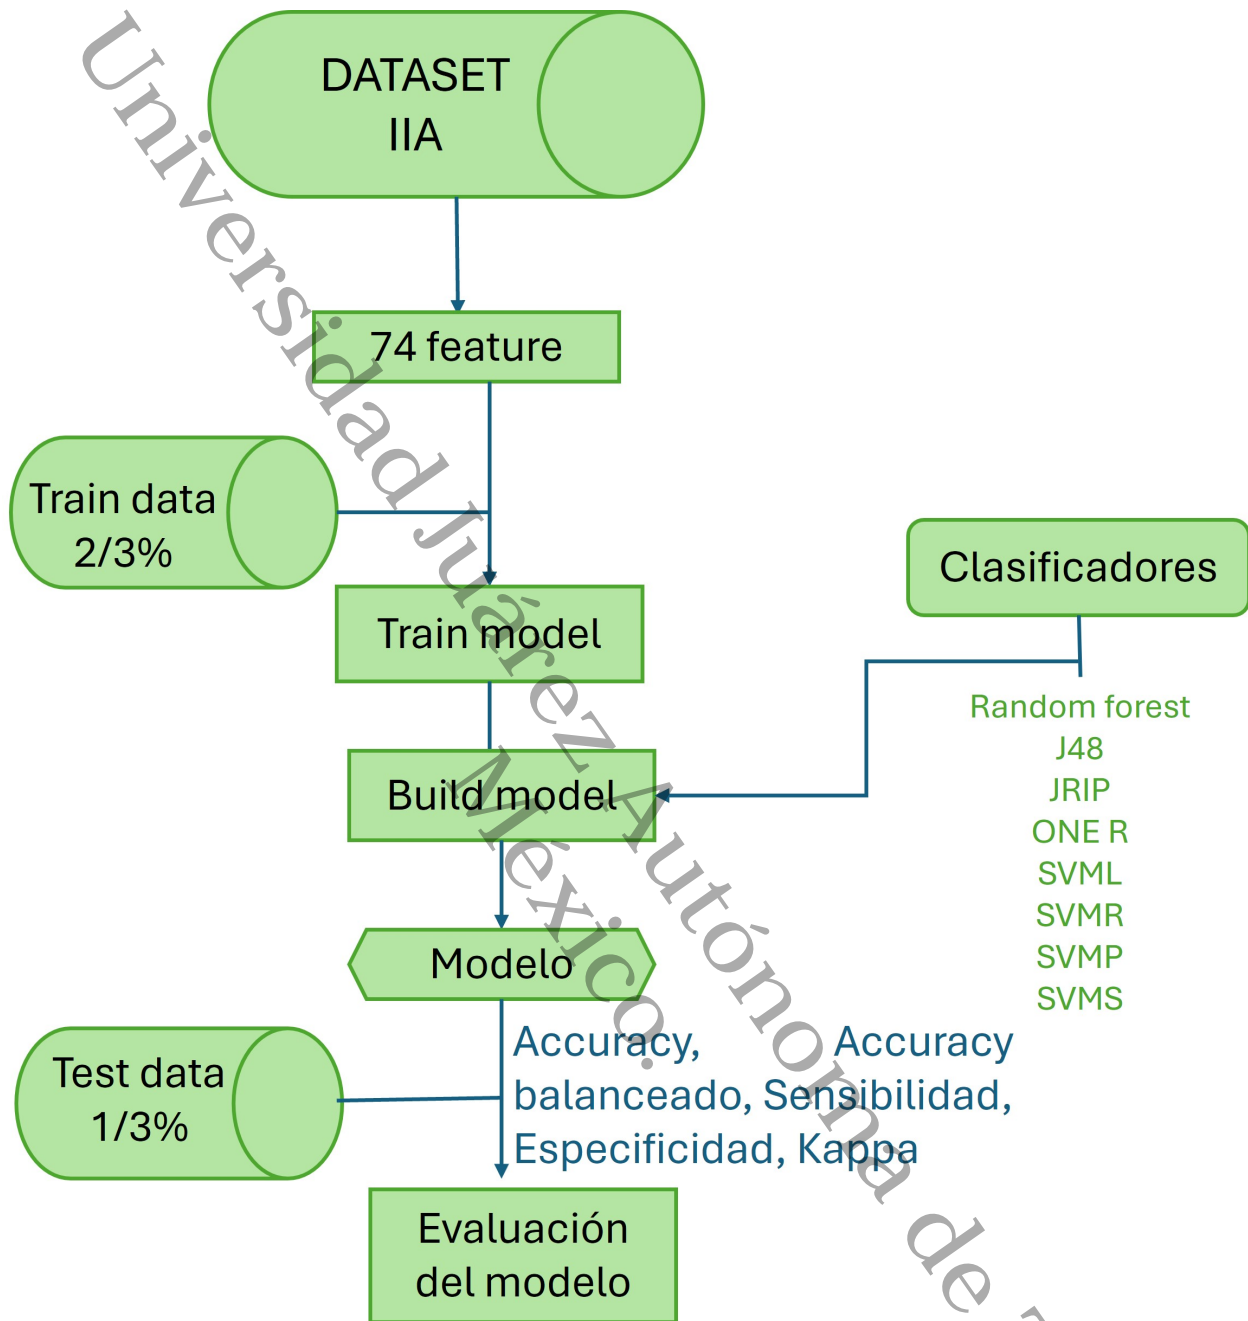 DATASET
IIA
74 feature
Train data
2/3%
Train model
Clasificadores
Random forest
J48
JRIP
ONE R
SVML
SVMR
SVMP
SVMS
Build model
Modelo
Accuracy, Accuracy
balanceado, Sensibilidad,
Especificidad, Kappa
Test data
1/3%
Evaluación
del modelo
Universidad Juárez Autónoma de
México.